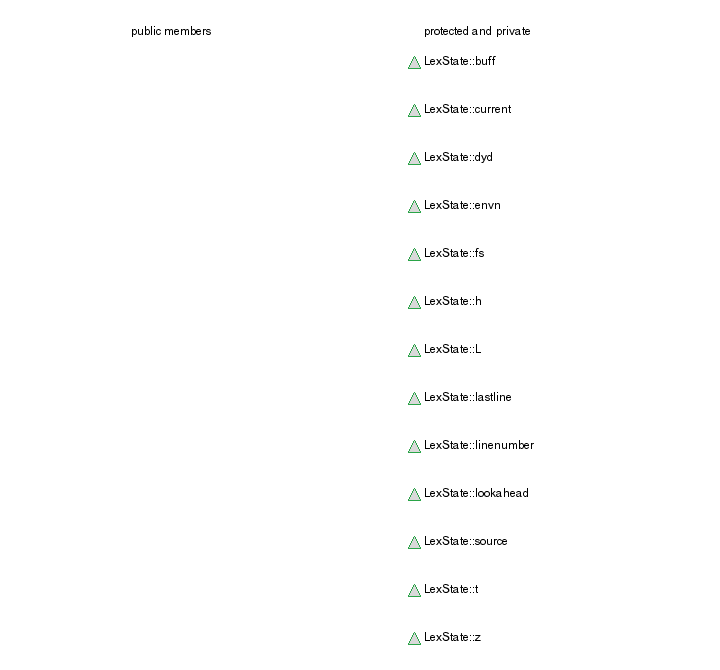 public members
protected and private
LexState::buff
LexState::current
LexState::dyd
LexState::envn
LexState::fs
LexState::h
LexState::L
LexState::lastline
LexState::linenumber
LexState::lookahead
LexState::source
LexState::t
LexState::z